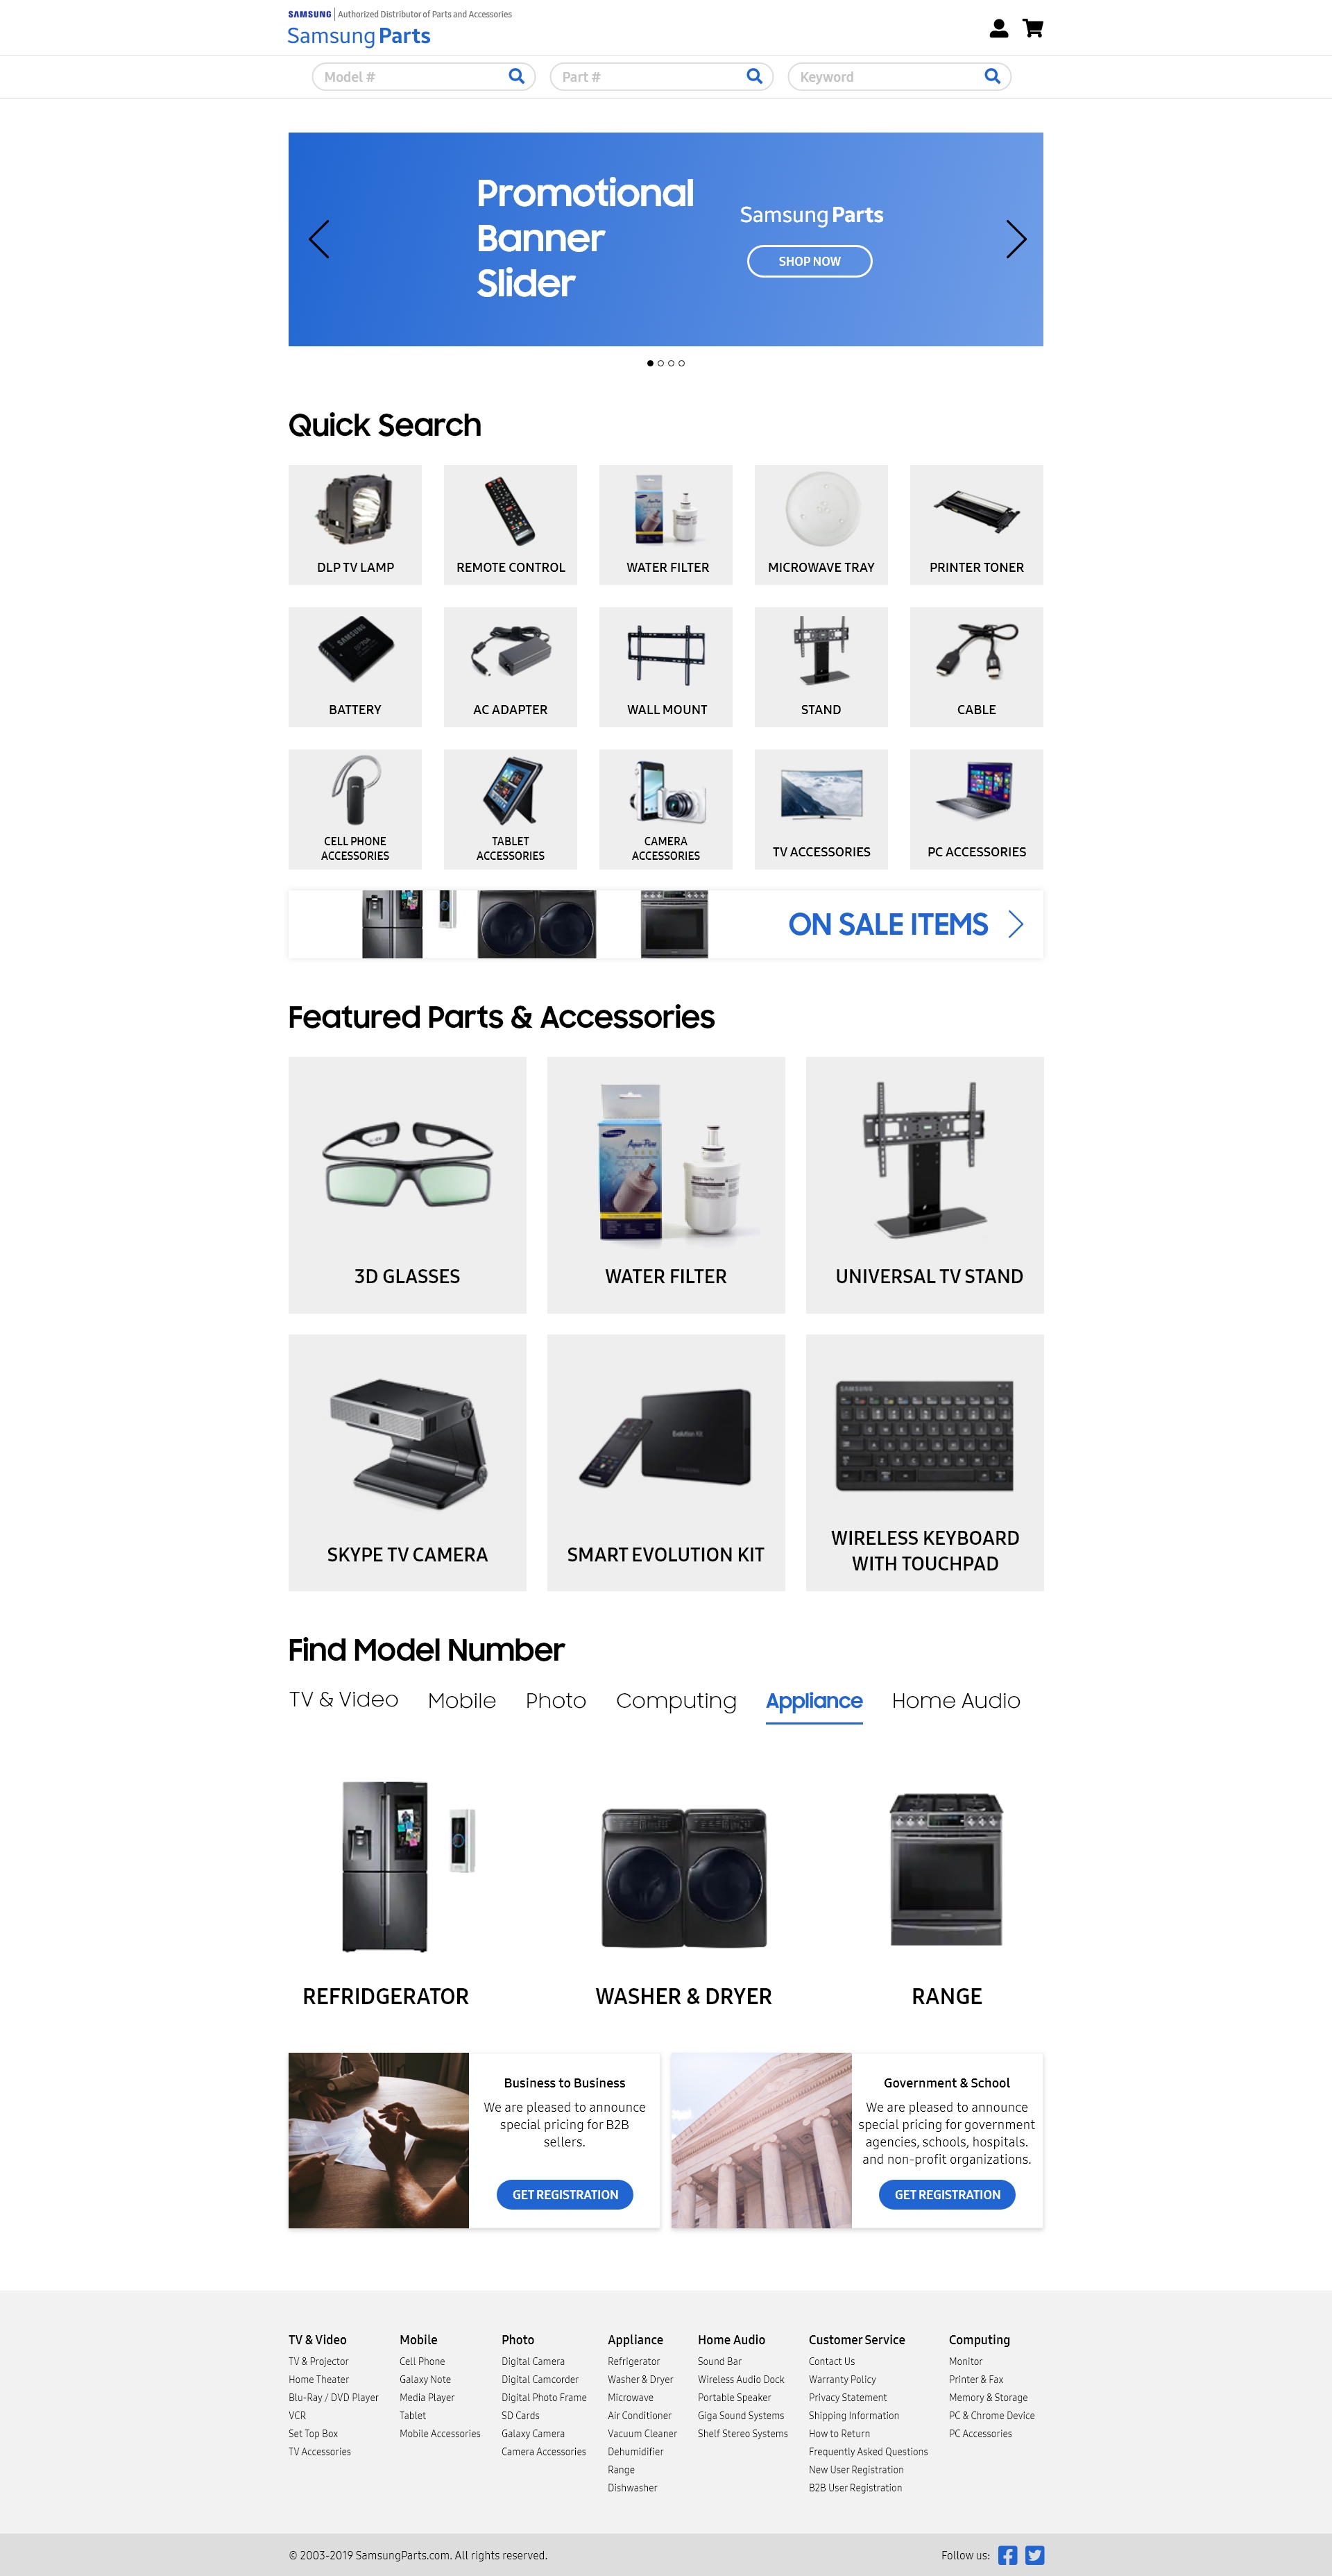 SAMSUNG | Authorized Distributor of Parts and Accessories
Samsung Parts
Model #
Part #
Keyword
Promotional
Banner
Slider
Samsung Parts
SHOP NOW
Quick Search
DLP TV LAMP
REMOTE CONTROL
WATER FILTER
MICROWAVE TRAY
PRINTER TONER
SAMSUNG
BATTERY
AC ADAPTER
WALL MOUNT
STAND
CABLE
CELL PHONE
ACCESSORIES
TABLET
ACCESSORIES
CAMERA
ACCESSORIES
TV ACCESSORIES
PC ACCESSORIES
ON SALE ITEMS
Featured Parts & Accessories
Aqua-Pure
3D GLASSES
WATER FILTER
UNIVERSAL TV STAND
Evolution Kit
SAMSUNG
SKYPE TV CAMERA
SMART EVOLUTION KIT
WIRELESS KEYBOARD
WITH TOUCHPAD
Find Model Number
TV & Video
Mobile
Photo
Computing
Appliance
Home Audio
REFRIDGERATOR
WASHER & DRYER
RANGE
Business to Business
We are pleased to announce
special pricing for B2B
sellers.
GET REGISTRATION
Government & School
We are pleased to announce
special pricing for government
agencies, schools, hospitals.
and non-profit organizations.
GET REGISTRATION
TV & Video
TV & Projector
Home Theater
Blu-Ray / DVD Player
VCR
Set Top Box
TV Accessories
Mobile
Cell Phone
Galaxy Note
Media Player
Tablet
Mobile Accessories
Photo
Digital Camera
Digital Camcorder
Digital Photo Frame
SD Cards
Galaxy Camera
Camera Accessories
Appliance
Refrigerator
Washer & Dryer
Microwave
Air Conditioner
Vacuum Cleaner
Dehumidifier
Range
Dishwasher
Home Audio
Sound Bar
Wireless Audio Dock
Portable Speaker
Giga Sound Systems
Shelf Stereo Systems
Customer Service
Contact Us
Warranty Policy
Privacy Statement
Shipping Information
How to Return
Frequently Asked Questions
New User Registration
B2B User Registration
Computing
Monitor
Printer & Fax
Memory & Storage
PC & Chrome Device
PC Accessories
© 2003-2019 SamsungParts.com. All rights reserved.
Follow us: